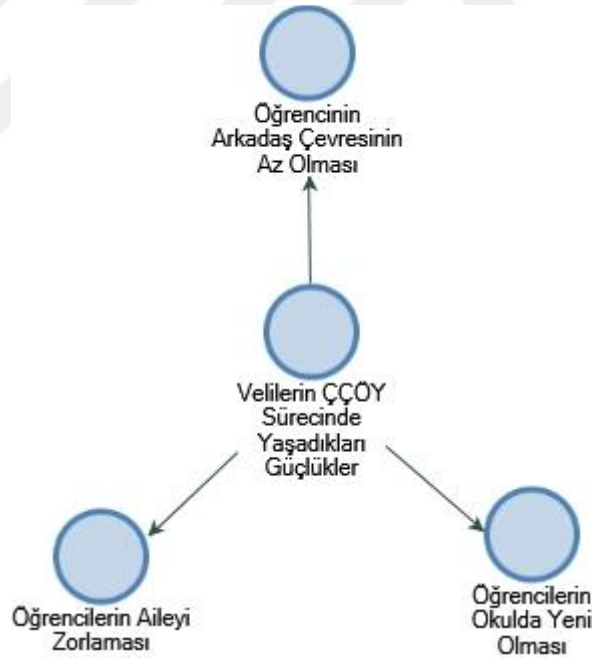 Öğrencinin
Arkadaş Çevresinin
Az Olması
Velilerin ÇÇÖY
Sürecinde
Yaşadıkları
Güçlükler
Öğrencilerin Aileyi
Zorlaması
Öğrencilerin
Okulda Yeni
Olması